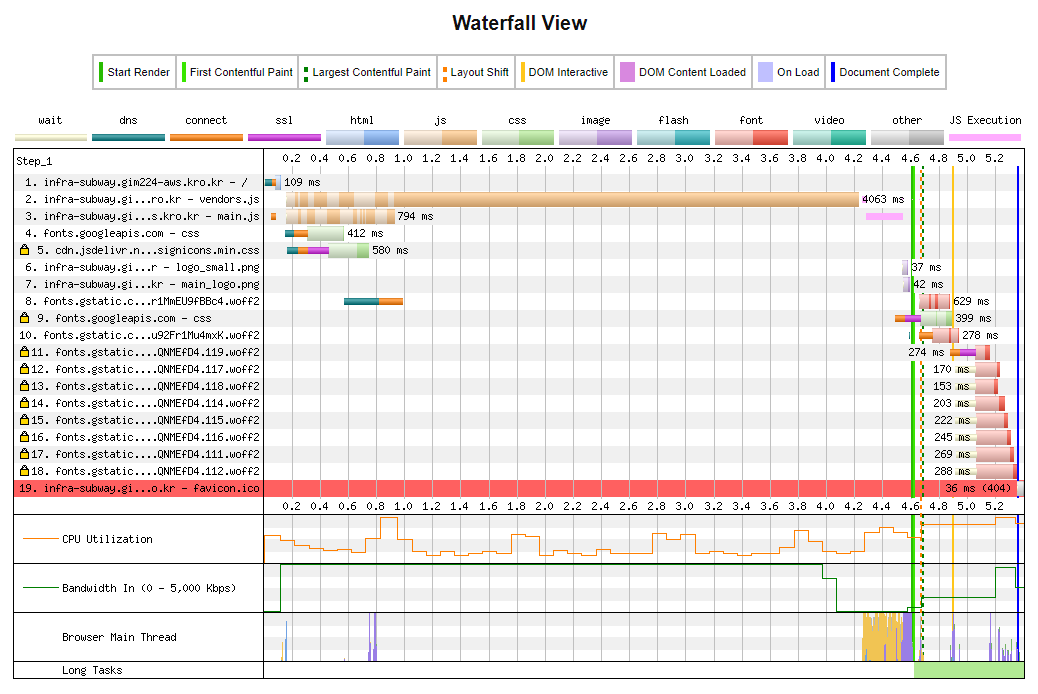 Waterfall View
Start Render First Contentful Paint Largest Contentful Paint Layout Shift DOM Interactive DOM Content Loaded On Load Document Complete
wait dns connect ssl html js css image flash font video other JS Execution
Step_1 0.2 0.4 0.6 0.8 1.0 1.2 1.4 1.6 1.8 2.0 2.2 2.4 2.6 2.8 3.0 3.2 3.4 3.6 3.8 4.0 4.2 4.4 4.6 4.8 5.0 5.2
1. infra-subway.gim224-aws.kro.kr - / 109 ms
2. infra-subway.gi...ro.kr - vendors.js 4063 ms
3. infra-subway.gi...s.kro.kr - main.js 794 ms
4. fonts.googleapis.com - css 412 ms
5. cdn.jsdelivr.n...signicons.min.css 580 ms
6. infra-subway.gi...r - logo_small.png 37 ms
7. infra-subway.gi...kr - main_logo.png 42 ms
8. fonts.gstatic.c...r1MmEU9fBBc4.woff2 629 ms
9. fonts.googleapis.com - css 399 ms
10. fonts.gstatic.c...u92Fr1Mu4mxK.woff2 278 ms
11. fonts.gstatic....QNMEfD4.119.woff2 274 ms
12. fonts.gstatic....QNMEfD4.117.woff2 170 ms
13. fonts.gstatic....QNMEfD4.118.woff2 153 ms
14. fonts.gstatic....QNMEfD4.114.woff2 203 ms
15. fonts.gstatic....QNMEfD4.115.woff2 222 ms
16. fonts.gstatic....QNMEfD4.116.woff2 245 ms
17. fonts.gstatic....QNMEfD4.111.woff2 269 ms
18. fonts.gstatic....QNMEfD4.112.woff2 288 ms
19. infra-subway.gi...o.kr - favicon.ico 36 ms (404)
0.2 0.4 0.6 0.8 1.0 1.2 1.4 1.6 1.8 2.0 2.2 2.4 2.6 2.8 3.0 3.2 3.4 3.6 3.8 4.0 4.2 4.4 4.6 4.8 5.0 5.2
CPU Utilization
Bandwidth In (0 - 5,000 Kbps)
Browser Main Thread
Long Tasks